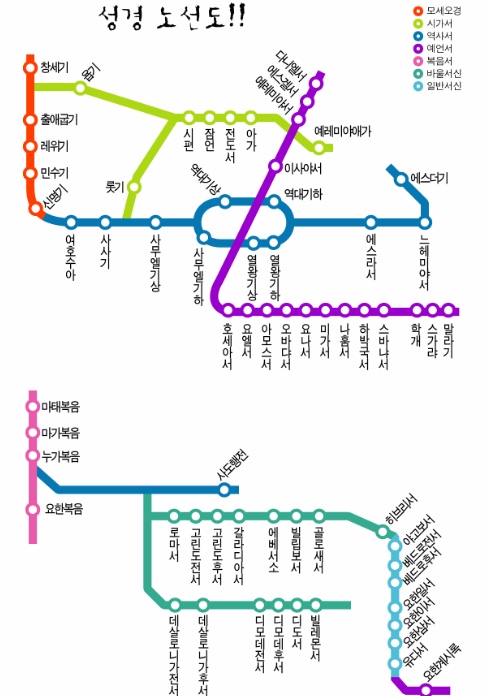 성경 노선도!!
모세오경
시가서
역사서
예언서
복음서
바울서신
일반서신
창세기
욥기
출애굽기
레위기
민수기
신명기
룻기
시편
잠언
전도서
아가
예레미야애가
다니엘서
에스겔서
예레미야서
이사야서
여호수아
사사기
사무엘기상
사무엘기하
역대기상
역대기하
열왕기상
열왕기하
에스라서
느헤미야서
에스더기
호세아서
요엘서
아모스서
오바댜서
요나서
미가서
나훔서
하박국서
스바냐서
학개
스가랴
말라기
마태복음
마가복음
누가복음
요한복음
사도행전
로마서
고린도전서
고린도후서
갈라디아서
에베서소
빌립보서
골로새서
히브리서
데살로니가전서
데살로니가후서
디모데전서
디모데후서
디도서
빌레몬서
야고보서
베드로전서
베드로후서
요한일서
요한이서
요한삼서
유다서
요한계시록